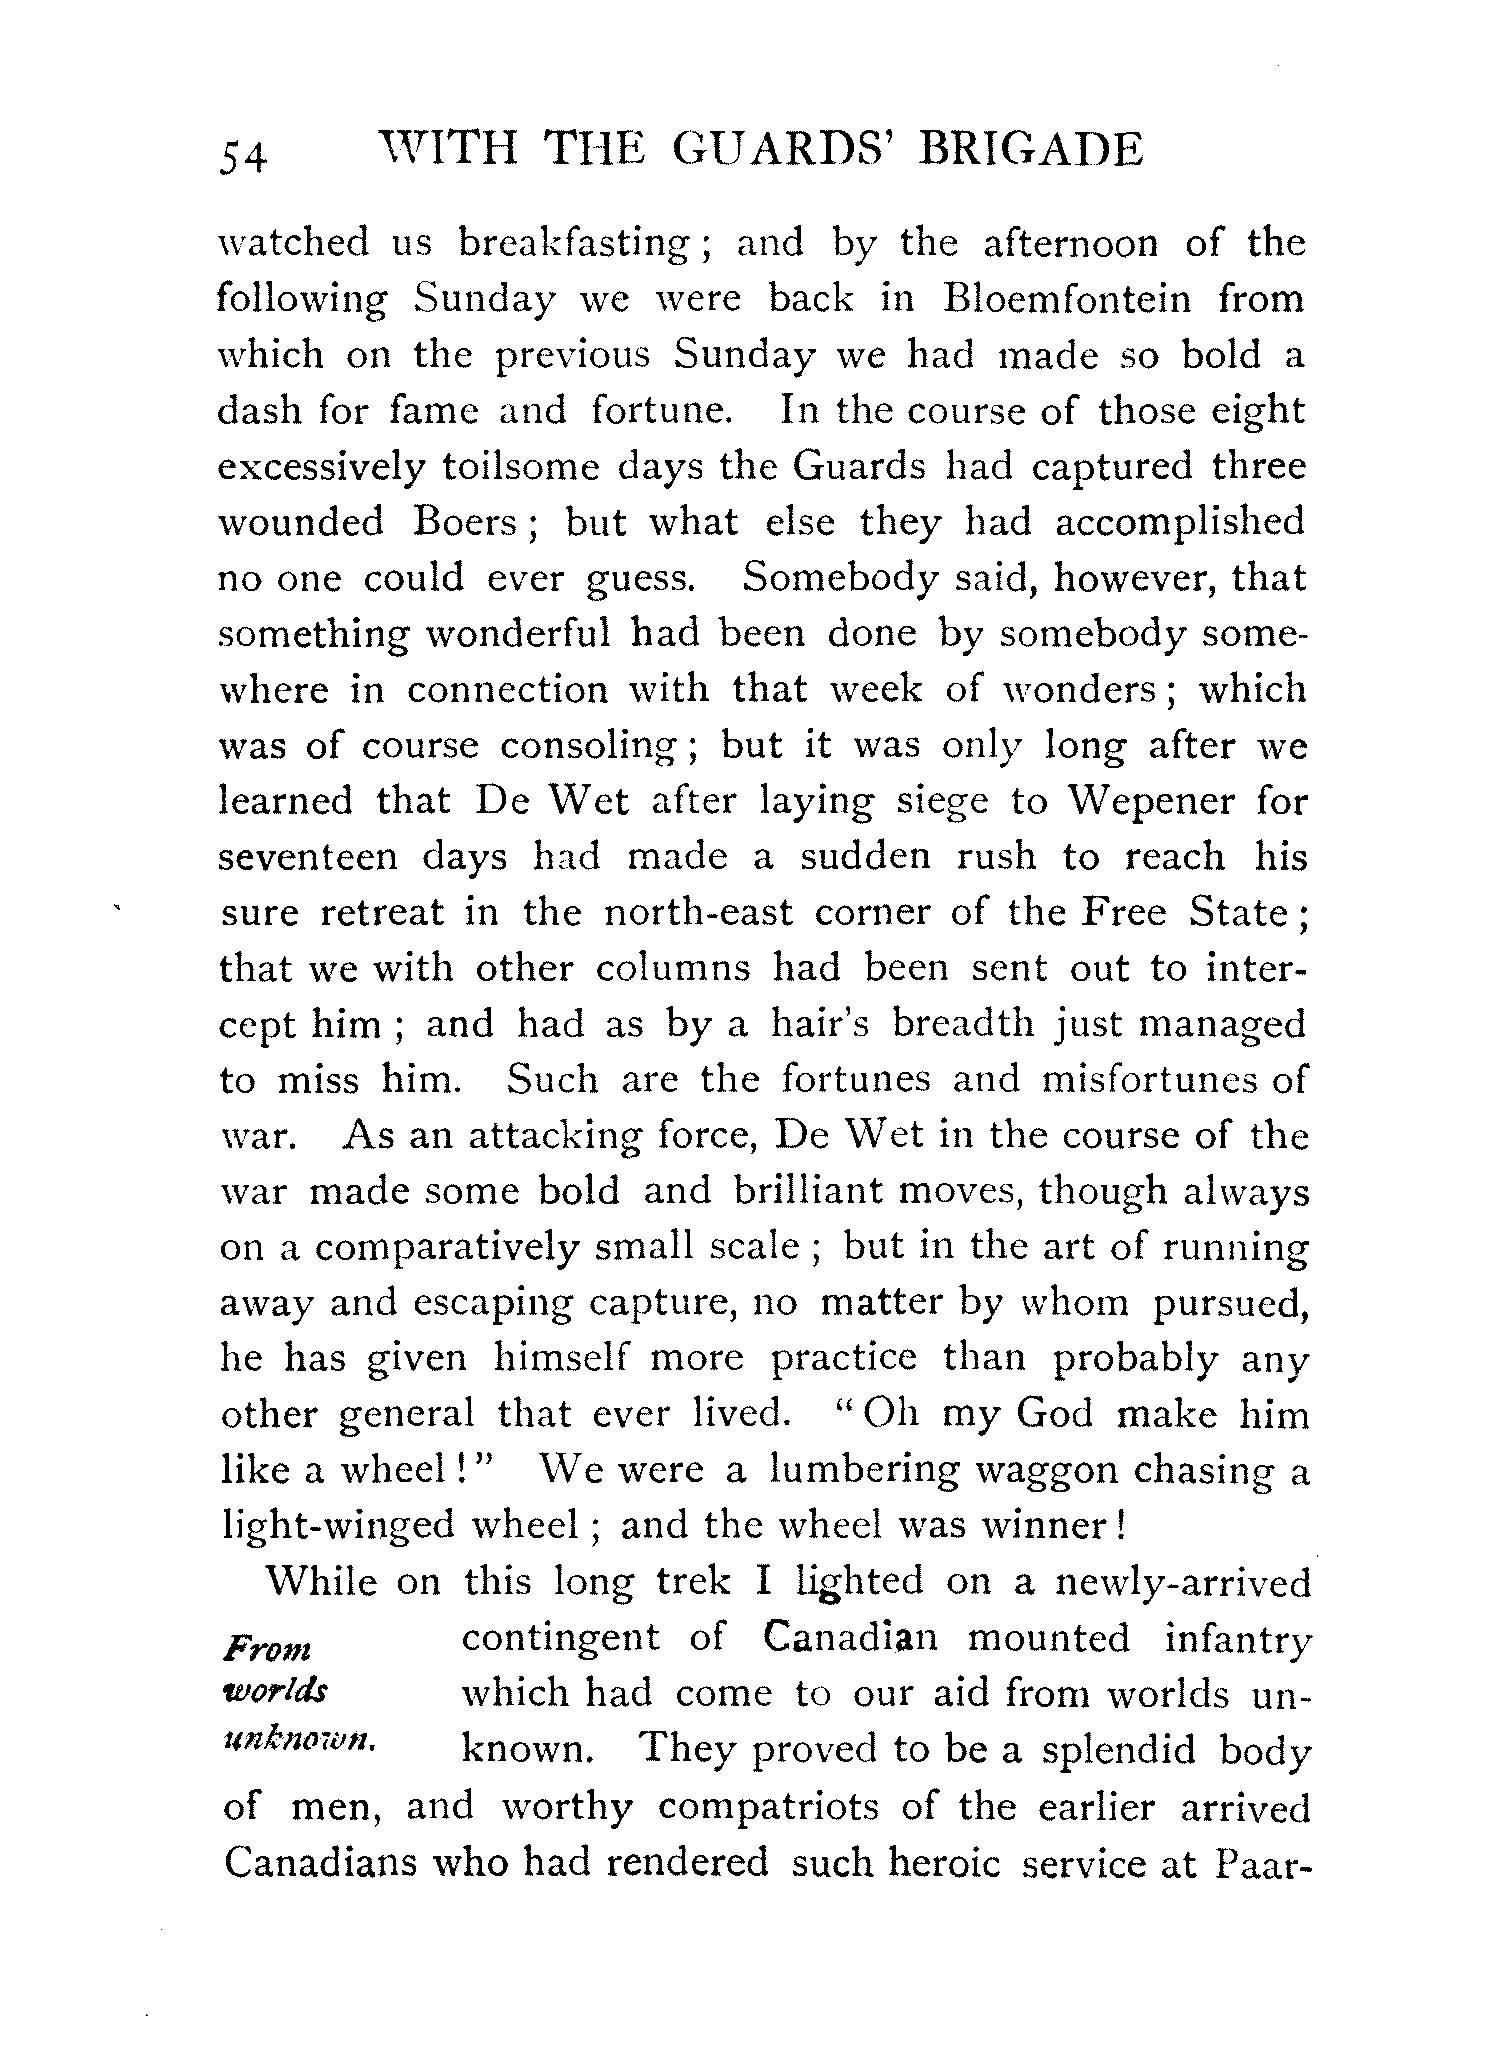 54 WITH THE GUARDS' BRIGADE
watched us breakfasting ; and by the afternoon of the
following Sunday we were back in Bloemfontein from
which on the previous Sunday we had made so bold a
dash for fame and fortune. In the course of those eight
excessively toilsome days the Guards had captured three
wounded Boers ; but what else they had accomplished
no one could ever guess. Somebody said, however, that
something wonderful had been done by somebody some-
where in connection with that week of wonders ; which
was of course consoling ; but it was only long after we
learned that De Wet after laying siege to Wepener for
seventeen days had made a sudden rush to reach his
sure retreat in the north-east corner of the Free State ;
that we with other columns had been sent out to inter-
cept him ; and had as by a hair's breadth just managed
to miss him. Such are the fortunes and misfortunes of
war. As an attacking force, De Wet in the course of the
war made some bold and brilliant moves, though always
on a comparatively small scale ; but in the art of running
away and escaping capture, no matter by whom pursued,
he has given himself more practice than probably any
other general that ever lived. " Oh my God make him
like a wheel ! " We were a lumbering waggon chasing a
light-winged wheel ; and the wheel was winner !
While on this long trek I lighted on a newly-arrived
From
worlds
unknown.
contingent of Canadian mounted infantry
which had come to our aid from worlds un-
known. They proved to be a splendid body
of men, and worthy compatriots of the earlier arrived
Canadians who had rendered such heroic service at Paar-